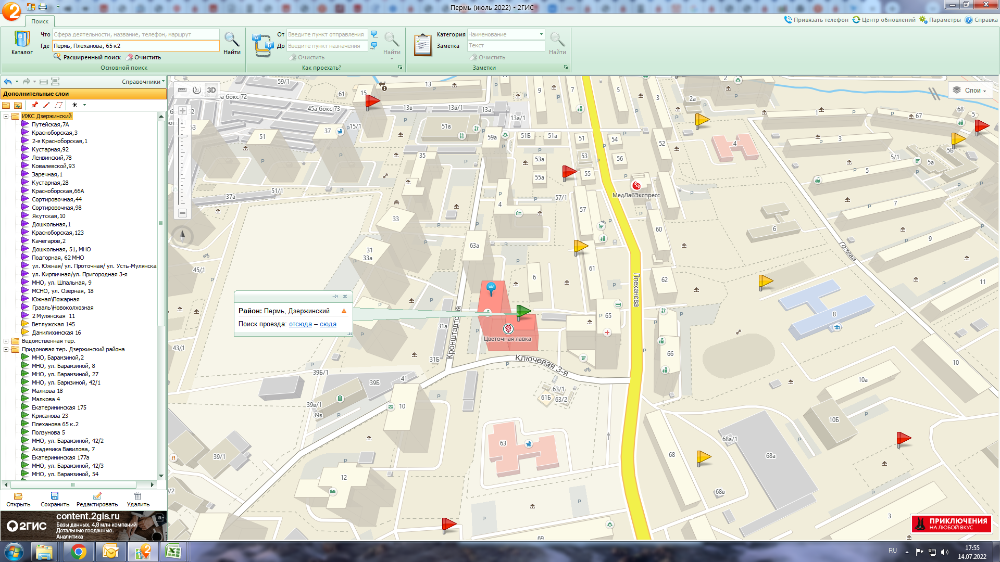 Пермь (июль 2022) - 2ГИС
Поиск
Привязать телефон
Центр обновлений
Параметры
Справка
Каталог
Что
Сфера деятельности, название, телефон, маршрут
Где
Пермь, Плеханова, 65 к2
Расширенный поиск
Очистить
Найти
Основной поиск
От
Введите пункт отправления
До
Введите пункт назначения
Очистить
Найти
Как проехать?
Категория
Наименование
Заметка
Текст
Очистить
Найти
Заметки
Справочники
Дополнительные слои
ИЖС Дзержинский
Путейская,7А
Красноборская,3
2-я Красноборская,1
Кустарная,92
Ленвинский,78
Ковалевской,93
Заречная,1
Кустарная,28
Красноборская,66А
Сортировочная,44
Сортировочная,98
Якутская,10
Дошкольная,1
Красноборская,123
Качегаров,2
Дошкольная, 51, МНО
Подгорная, 62 МНО
ул. Южная/ ул. Проточная/ ул. Усть-Мулянска
ул. Кирпичная/ул. Пригородная 3-я
МНО, ул. Шпальная, 9
МСНО, ул. Озерная, 18
Южная\Пожарная
Грааль\Новоколхозная
2 Мулянская 11
Ветлужская 145
Данилихинская 16
Ведомственная тер.
Придомовая тер. Дзержинский района
МНО, Барамзиной,2
МНО, ул. Барамзиной, 8
МНО, ул. Барамзиной, 27
МНО, ул. Бармзиной, 42/1
Малкова 18
Малкова 4
Екатерининская 175
Крисанова 23
Плеханова 65 к.2
Ползунова 5
МНО, ул. Барамзиной, 42/2
Академика Вавилова, 7
Екатерининская 177а
МНО, ул. Барамзиной, 42/3
МНО, ул. Барамзиной, 54
Открыть
Сохранить
Редактировать
Удалить
2ГИС
content.2gis.ru
Базы данных. 4,8 млн компаний
Детальные геоданные.
Аналитика
18+
3D
Слои
59/1
61
15
13
45а бокс 73
13в
13в/1
13а
13а/1
9
7
5
3
2
2а
1
67
68
5
53
51
37
15/1
51в
59а
51Б
51а
51
54
52
4
3
5/1
5Б
5а
35
53а
53
56
55а
55
5
37а
51/1
4
57/1
57
МедЛабЭкспресс
7
33
60
6
9
63а
31
33а
45/1
6
61
62
Плеханова
Голева
11
8
Район: Пермь, Дзержинский
Поиск проезда: отсюда – сюда
31а
Кронштадтская
Цветочная лавка
65
43/1
31Б
66
10
Ключевая 3-я
39Б/1
39Б
41
10
39в/1
39в
63/1
61Б
63/2
10а
10Б
39/1
63
68
68а/1
68а
12
68в
3
69
ПРИКЛЮЧЕНИЯ
НА ЛЮБОЙ ВКУС
RU
17:55
14.07.2022